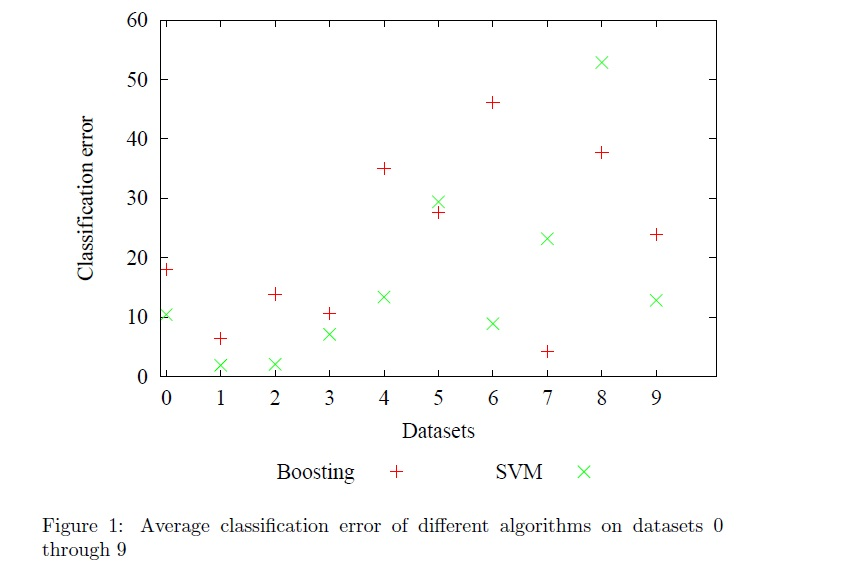 60
50
40
30
20
10
0
Classification error
0 1 2 3 4 5 6 7 8 9
Datasets
Boosting SVM
Figure 1: Average classification error of different algorithms on datasets 0
through 9